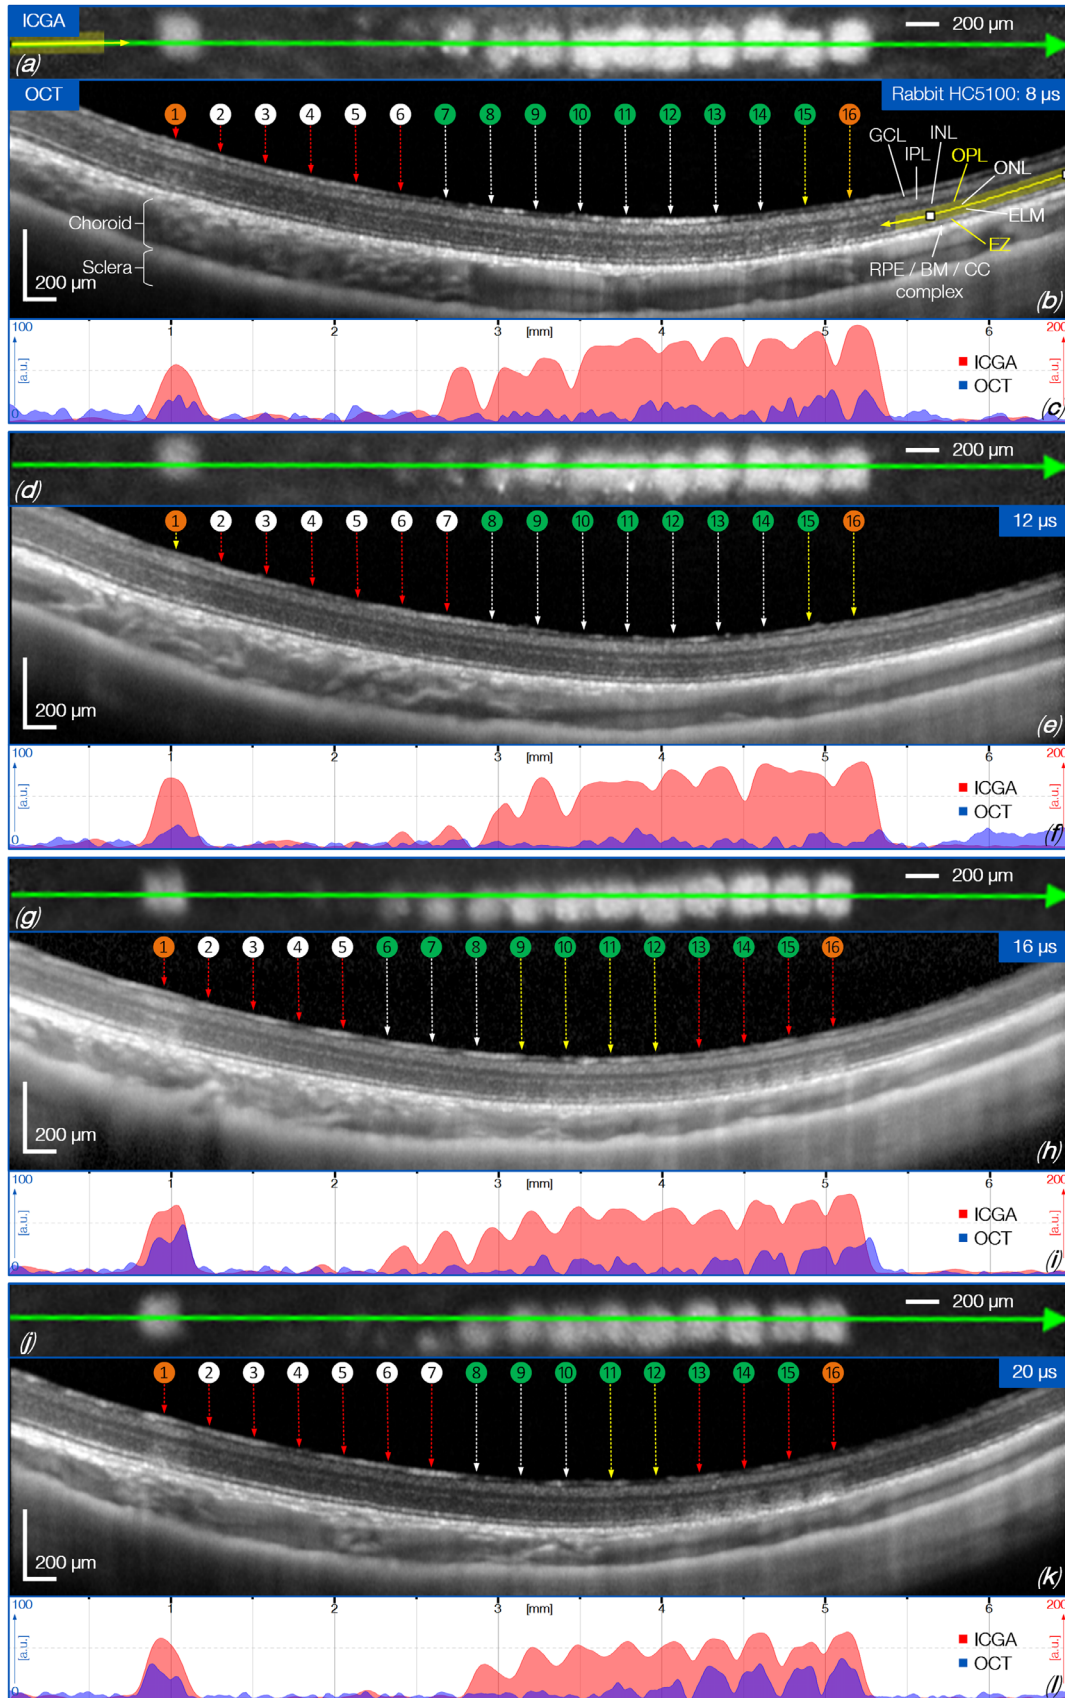 ICGA
200 µm
(a)
OCT
Rabbit HC5100: 8 µs
1 2 3 4 5 6 7 8 9 10 11 12 13 14 15 16
GCL
IPL
INL
OPL
ONL
ELM
EZ
RPE / BM / CC
complex
Choroid
Sclera
200 µm
(b)
100
[a.u.]
0
1 2 3 [mm] 4 5 6
200
[a.u.]
ICGA
OCT
(c)
200 µm
(d)
1 2 3 4 5 6 7 8 9 10 11 12 13 14 15 16
12 µs
200 µm
(e)
100
[a.u.]
0
1 2 3 [mm] 4 5 6
200
[a.u.]
ICGA
OCT
(f)
200 µm
(g)
1 2 3 4 5 6 7 8 9 10 11 12 13 14 15 16
16 µs
200 µm
(h)
100
[a.u.]
0
1 2 3 [mm] 4 5 6
200
[a.u.]
ICGA
OCT
(i)
200 µm
(j)
1 2 3 4 5 6 7 8 9 10 11 12 13 14 15 16
20 µs
200 µm
(k)
100
[a.u.]
0
1 2 3 [mm] 4 5 6
200
[a.u.]
ICGA
OCT
(l)